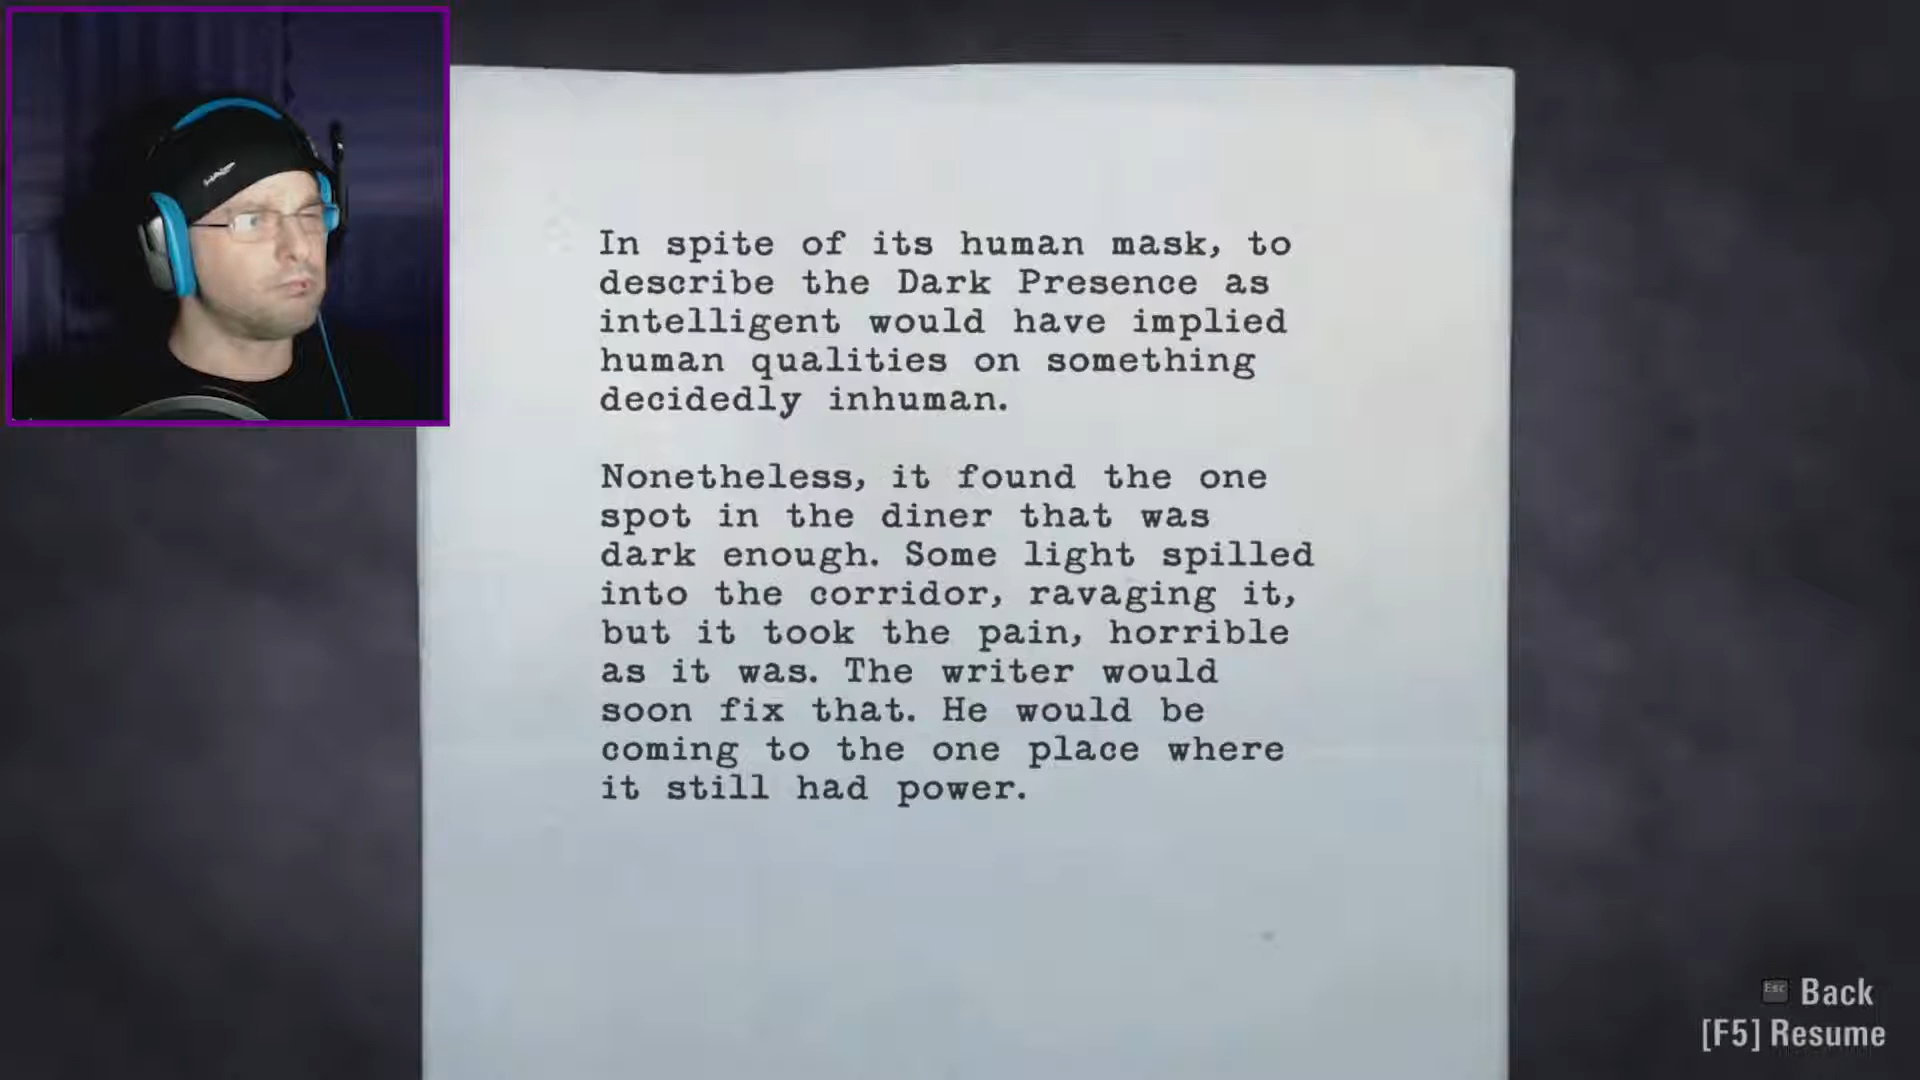 In spite of its human mask, to
describe the Dark Presence as
intelligent would have implied
human qualities on something
decidedly inhuman.
Nonetheless, it found the one
spot in the diner that was
dark enough. Some light spilled
into the corridor, ravaging it,
but it took the pain, horrible
as it was. The writer would
soon fix that. He would be
coming to the one place where
it still had power.
Esc Back
[F5] Resume